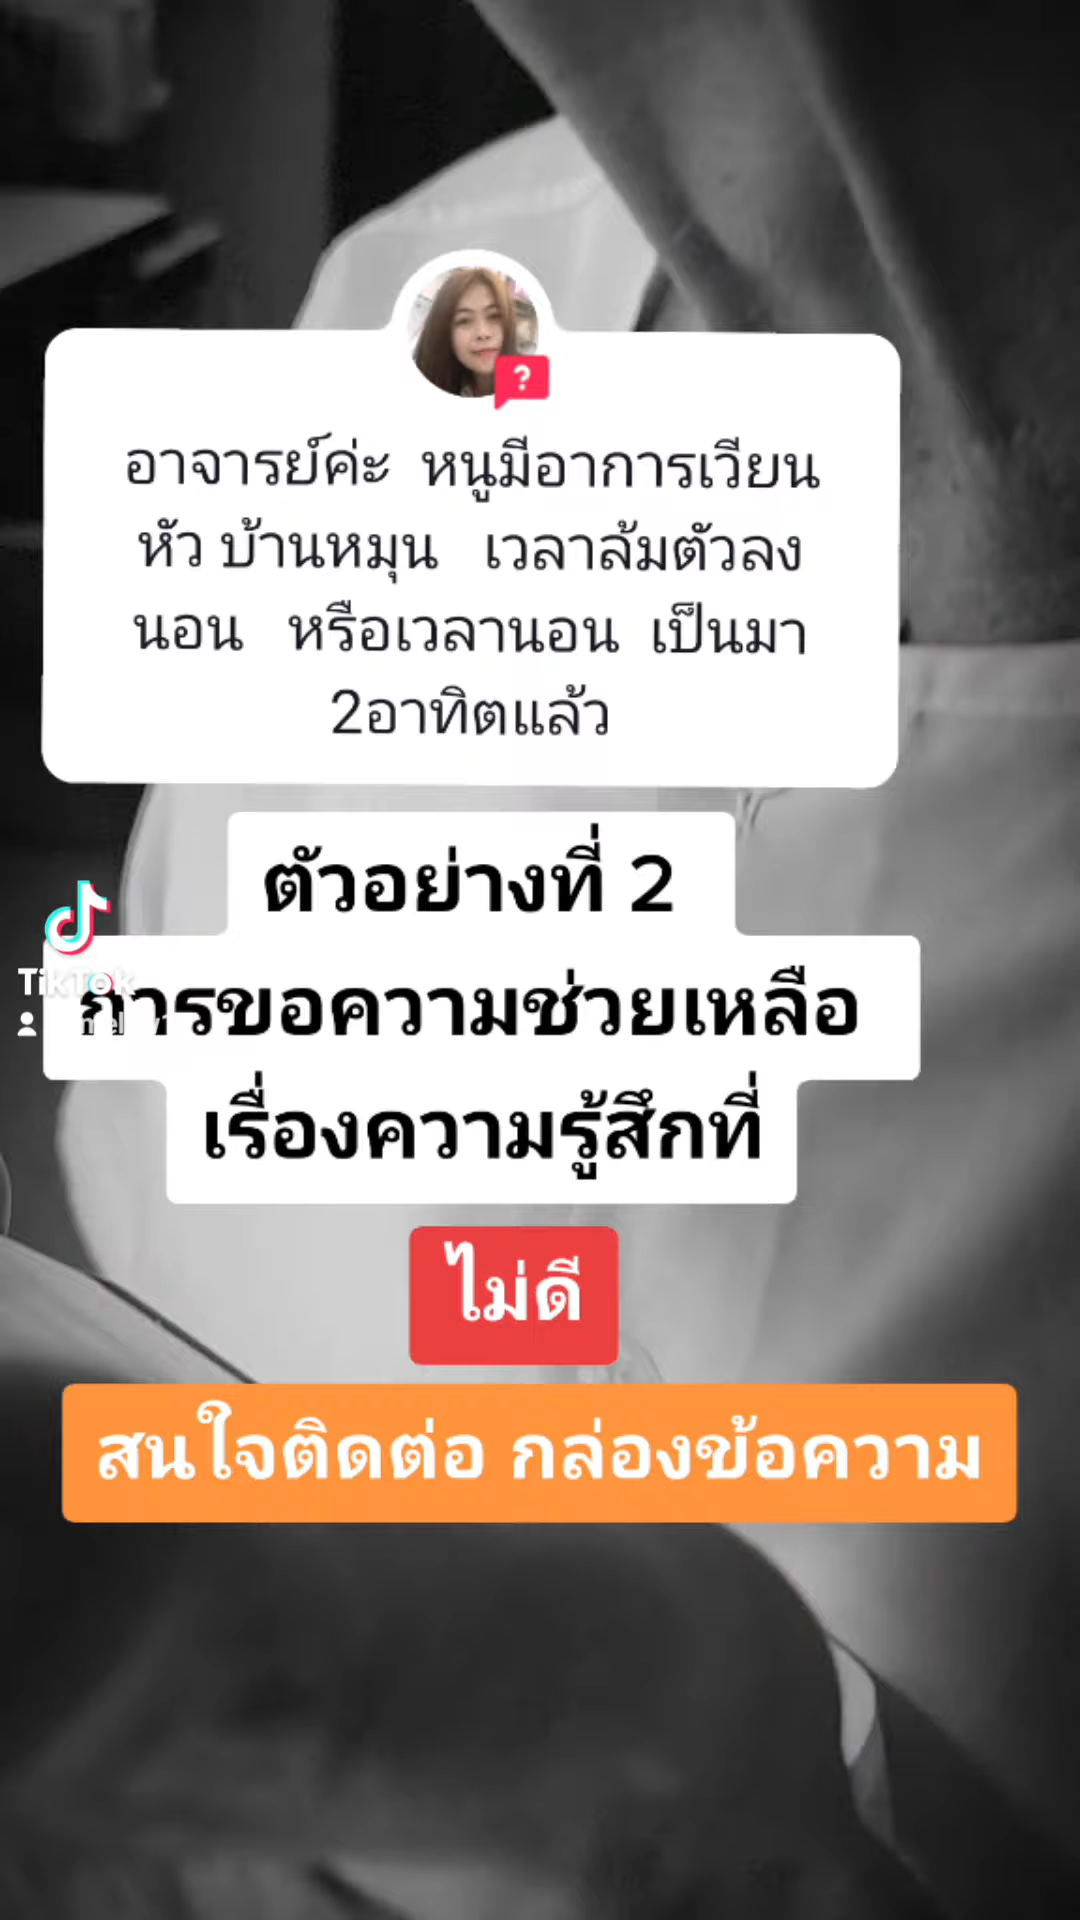 ?
อาจารย์ค่ะ หนูมีอาการเวียน
หัว บ้านหมุน เวลาล้มตัวลง
นอน หรือเวลานอน เป็นมา
2อาทิตแล้ว
ตัวอย่างที่ 2
การขอความช่วยเหลือ
เรื่องความรู้สึกที่
ไม่ดี
สนใจติดต่อ กล่องข้อความ
TikTok